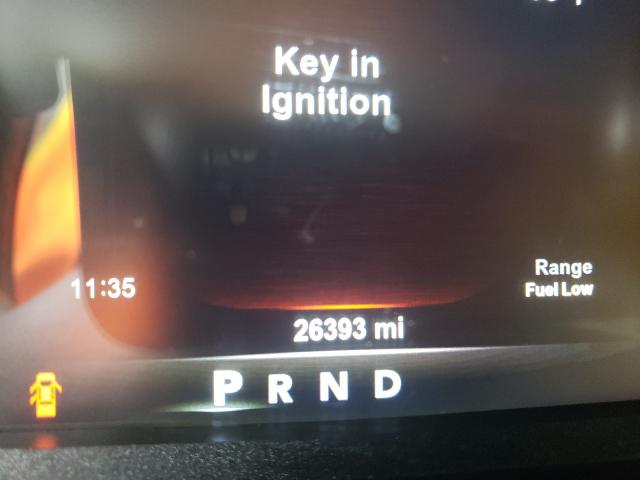 Key in
Ignition
11:35
Range
Fuel Low
26393 mi
P R N D